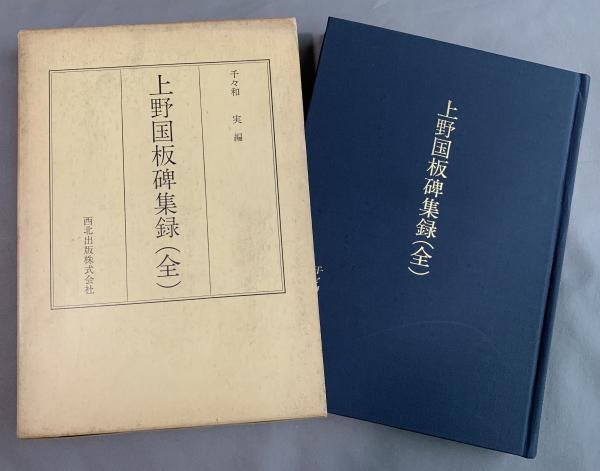 千々和 実 編
上野国板碑集録(全)
西北出版株式会社
上野国板碑集録(全)